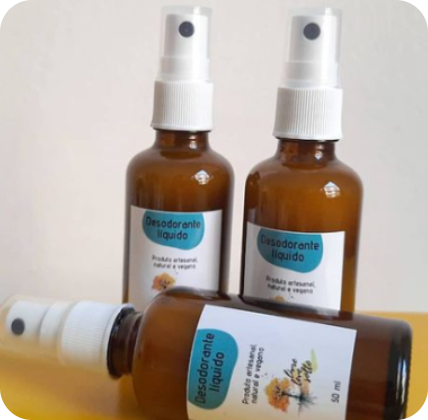 Desodorante
líquido
Produto artesanal,
natural e vegano
Desodorante
líquido
Produto artesanal,
natural e vegano
Desodorante
líquido
Produto artesanal,
natural e vegano
50 ml